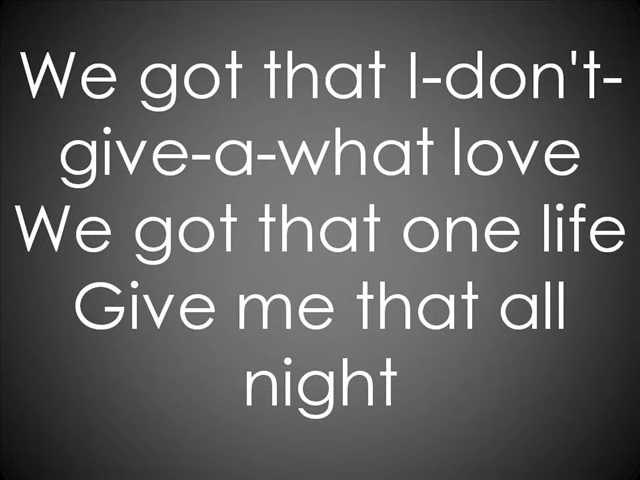 We got that I-don't-
give-a-what love
We got that one life
Give me that all
night